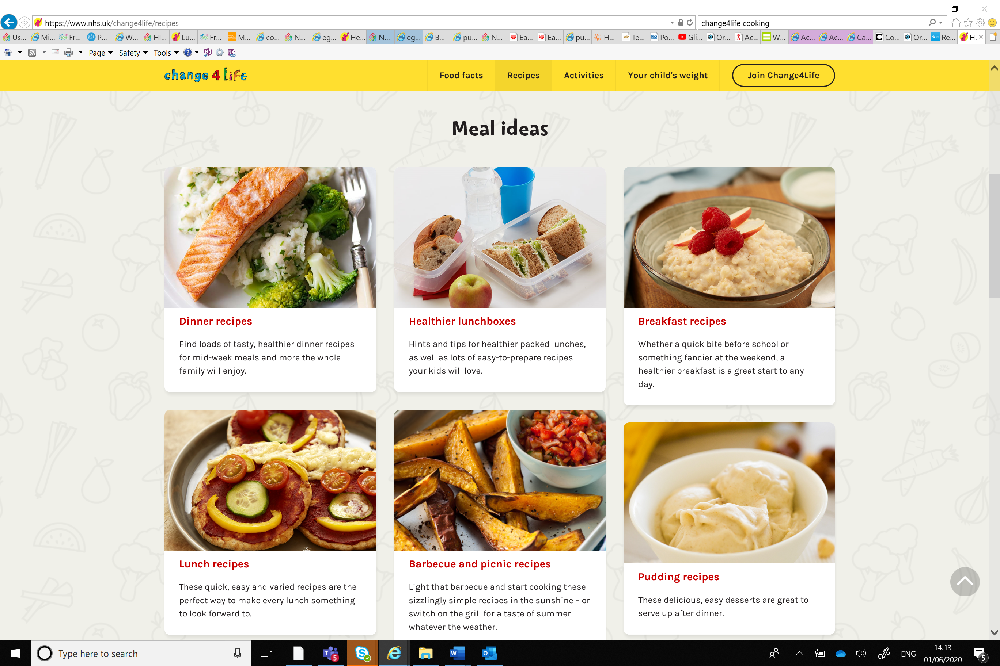 https://www.nhs.uk/change4life/recipes
change4life cooking
Us... Mi... Fr... P... W... HI... Lu... Fr... M... co... N... eg... He... N... eg... B... pu... N... Ea... Ea... pu... H... Te... Po... Gli... Or... Ac... W... Ac... Ac... Ca... Co... Or... Re... H.
Page Safety Tools
change 4 life
Food facts Recipes Activities Your child's weight Join Change4Life
Meal ideas
Dinner recipes
Find loads of tasty, healthier dinner recipes
for mid-week meals and more the whole
family will enjoy.
Healthier lunchboxes
Hints and tips for healthier packed lunches,
as well as lots of easy-to-prepare recipes
your kids will love.
Breakfast recipes
Whether a quick bite before school or
something fancier at the weekend, a
healthier breakfast is a great start to any
day.
Lunch recipes
These quick, easy and varied recipes are the
perfect way to make every lunch something
to look forward to.
Barbecue and picnic recipes
Light that barbecue and start cooking these
sizzlingly simple recipes in the sunshine – or
switch on the grill for a taste of summer
whatever the weather.
Pudding recipes
These delicious, easy desserts are great to
serve up after dinner.
Type here to search
5
ENG
14:13
01/06/2020
5